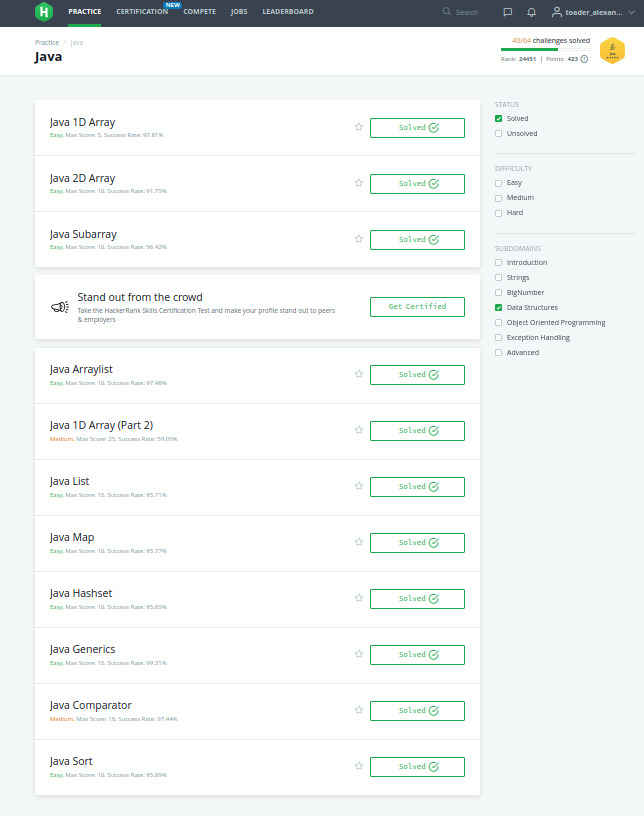 H PRACTICE CERTIFICATION NEW COMPETE JOBS LEADERBOARD Search toader_alexan...
Practice Java
Java
40/64 challenges solved
Rank: 24451 | Points: 423
Java 1D Array
Easy, Max Score: 5, Success Rate: 97.81%
Solved
Java 2D Array
Easy, Max Score: 10, Success Rate: 91.75%
Solved
Java Subarray
Easy, Max Score: 10, Success Rate: 96.42%
Solved
Stand out from the crowd
Take the HackerRank Skills Certification Test and make your profile stand out to peers
& employers
Get Certified
Java Arraylist
Easy, Max Score: 10, Success Rate: 97.48%
Solved
Java 1D Array (Part 2)
Medium, Max Score: 25, Success Rate: 59.05%
Solved
Java List
Easy, Max Score: 15, Success Rate: 95.71%
Solved
Java Map
Easy, Max Score: 10, Success Rate: 95.77%
Solved
Java Hashset
Easy, Max Score: 10, Success Rate: 95.65%
Solved
Java Generics
Easy, Max Score: 15, Success Rate: 99.31%
Solved
Java Comparator
Medium, Max Score: 10, Success Rate: 97.44%
Solved
Java Sort
Easy, Max Score: 10, Success Rate: 95.89%
Solved
STATUS
Solved
Unsolved
DIFFICULTY
Easy
Medium
Hard
SUBDOMAINS
Introduction
Strings
BigNumber
Data Structures
Object Oriented Programming
Exception Handling
Advanced